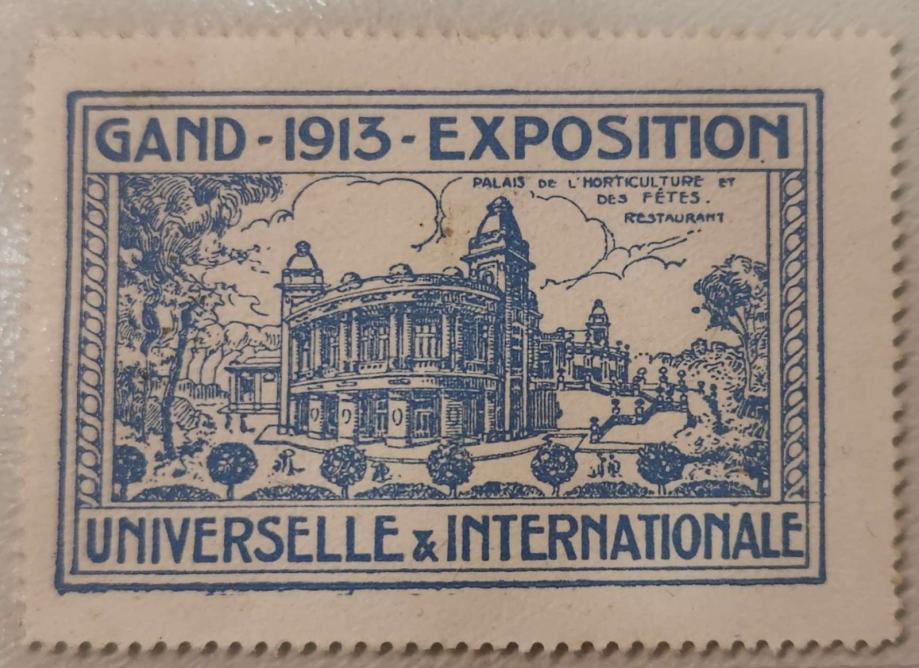 GAND - 1913 - EXPOSITION
PALAIS DE L'HORTICULTURE ET
DES FÊTES.
RESTAURANT
UNIVERSELLE & INTERNATIONALE